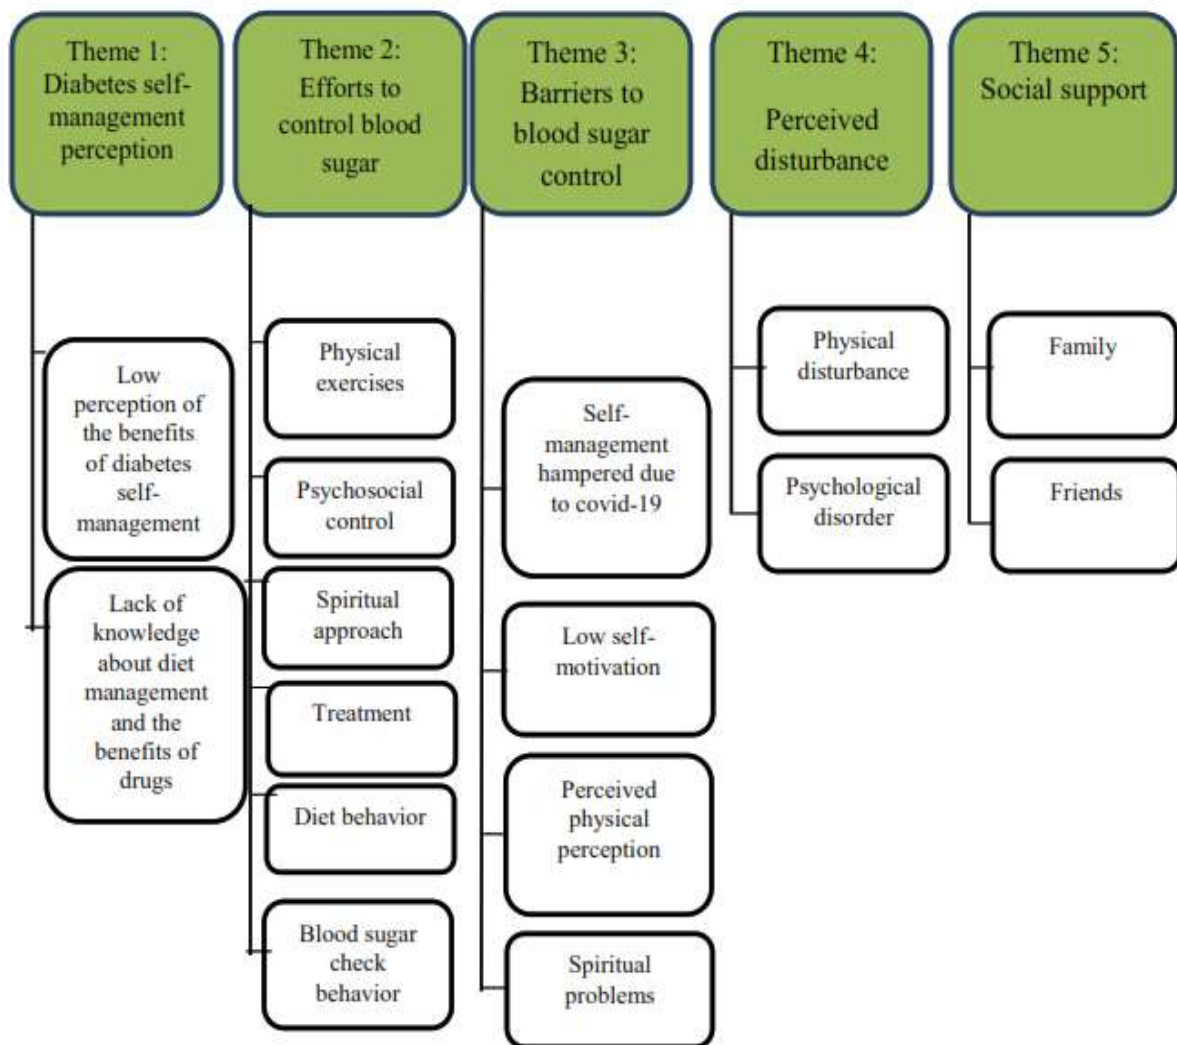 Theme 1:
Diabetes self-
management
perception
Low
perception of
the benefits
of diabetes
self-
management
Lack of
knowledge
about diet
management
and the
benefits of
drugs
Theme 2:
Efforts to
control blood
sugar
Physical
exercises
Psychosocial
control
Spiritual
approach
Treatment
Diet behavior
Blood sugar
check
behavior
Theme 3:
Barriers to
blood sugar
control
Self-
management
hampered due
to covid-19
Low self-
motivation
Perceived
physical
perception
Spiritual
problems
Theme 4:
Perceived
disturbance
Physical
disturbance
Psychological
disorder
Theme 5:
Social support
Family
Friends